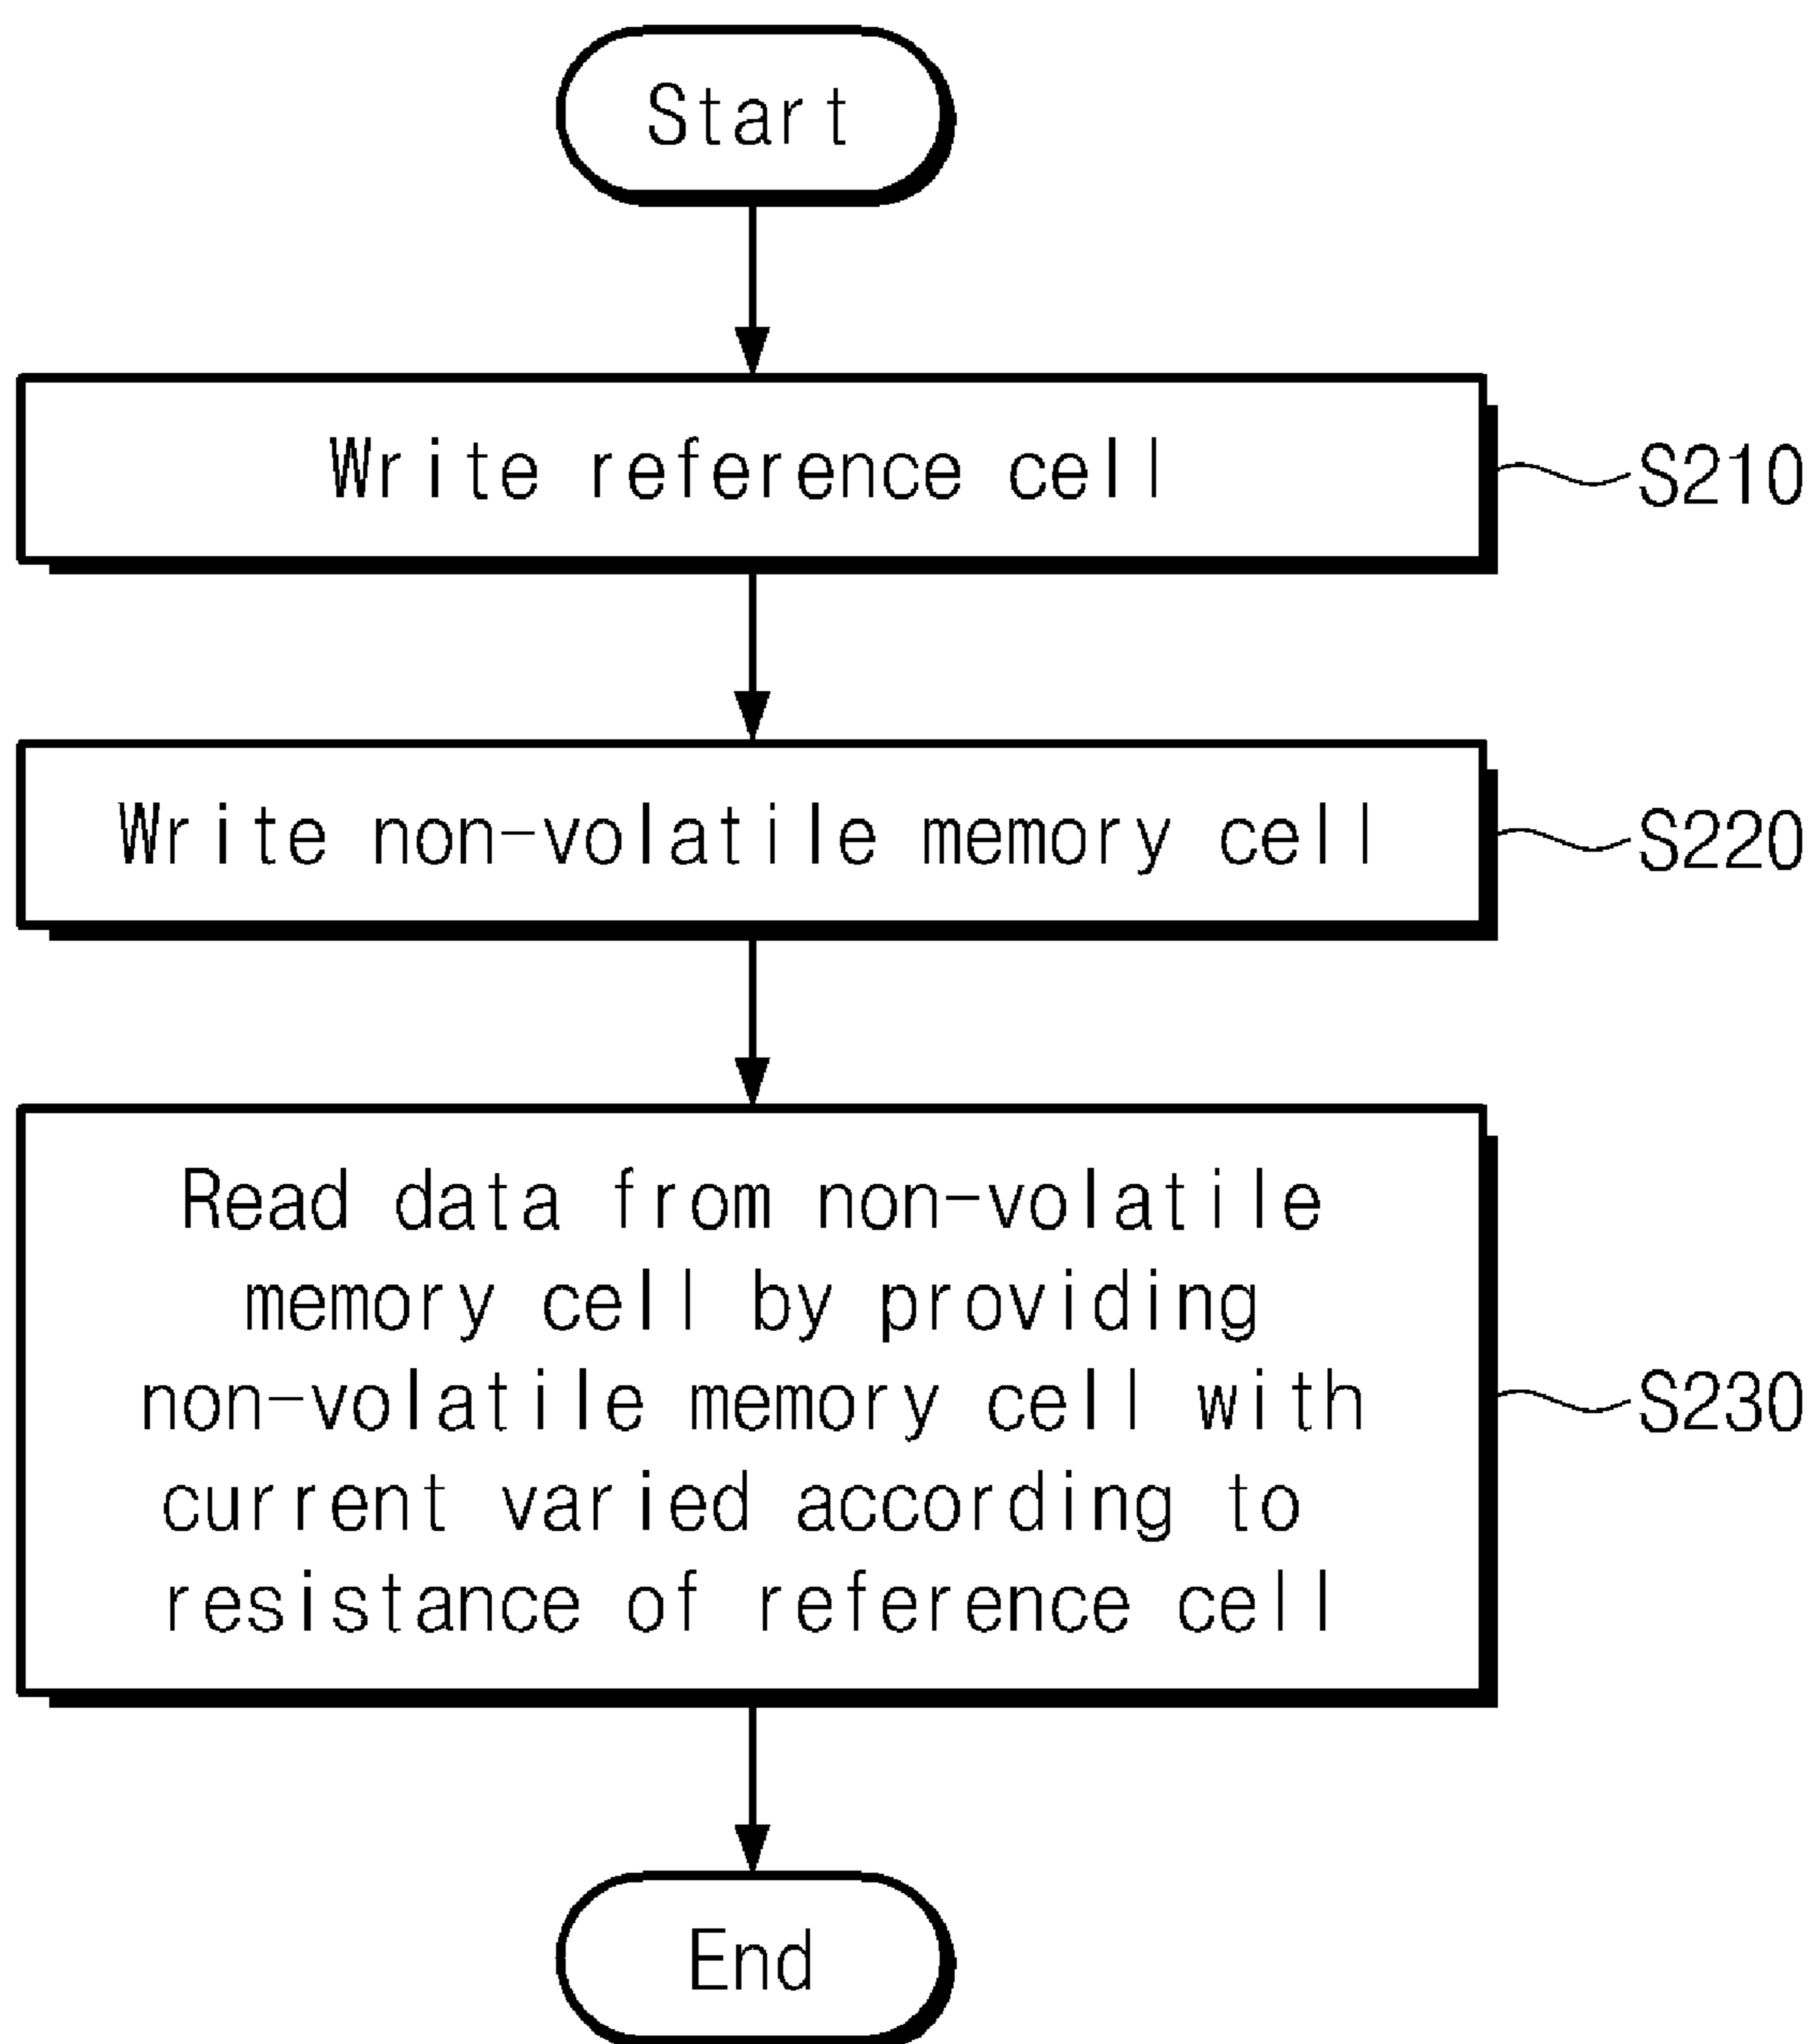 Start
Write reference cell
S210
Write non-volatile memory cell
S220
Read data from non-volatile
memory cell by providing
non-volatile memory cell with
current varied according to
resistance of reference cell
S230
End